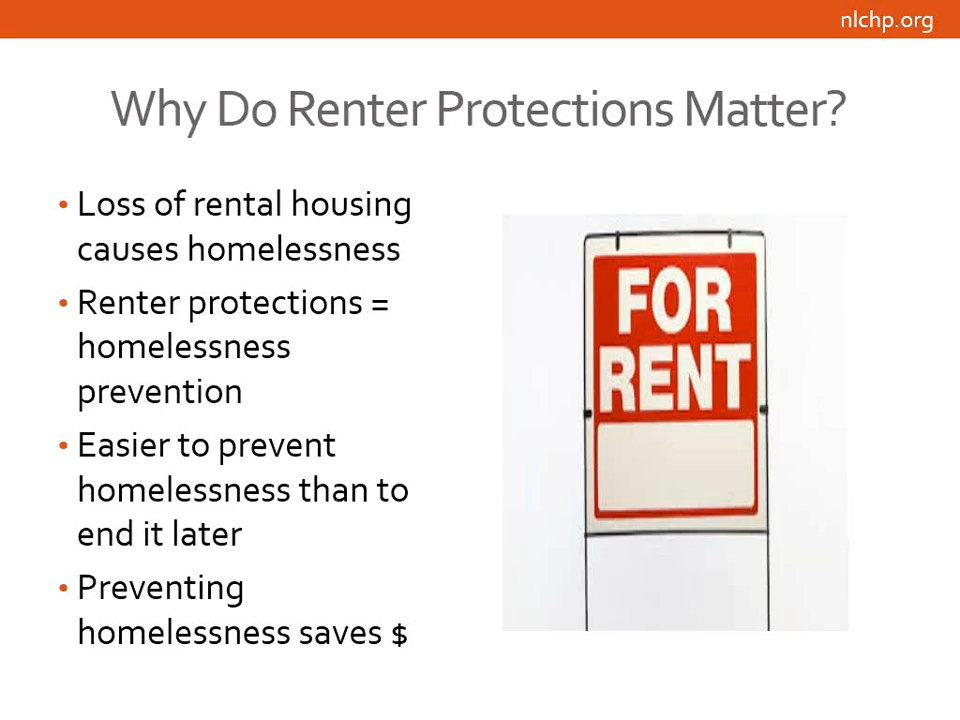 nlchp.org
Why Do Renter Protections Matter?
• Loss of rental housing
causes homelessness
• Renter protections =
homelessness
prevention
• Easier to prevent
homelessness than to
end it later
• Preventing
homelessness saves $
FOR
RENT